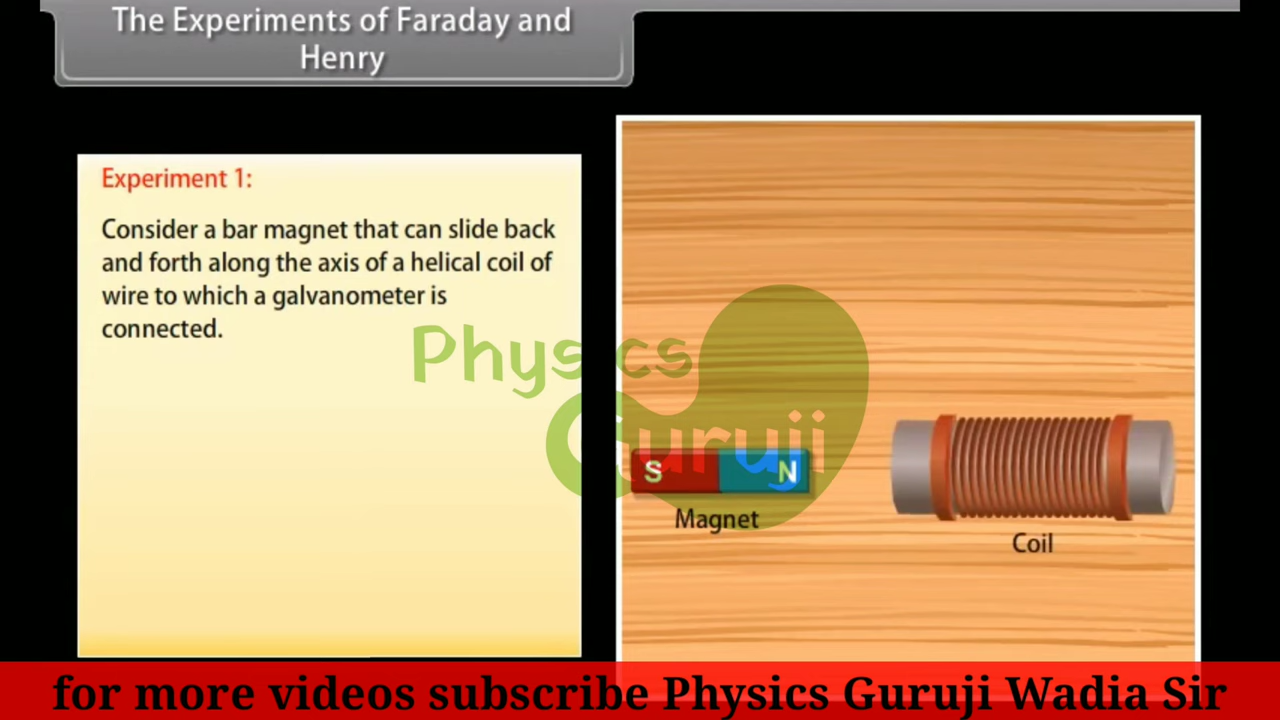 The Experiments of Faraday and
Henry
Experiment 1:
Consider a bar magnet that can slide back
and forth along the axis of a helical coil of
wire to which a galvanometer is
connected.
Physics
Guruji
S N
Magnet
Coil
for more videos subscribe Physics Guruji Wadia Sir